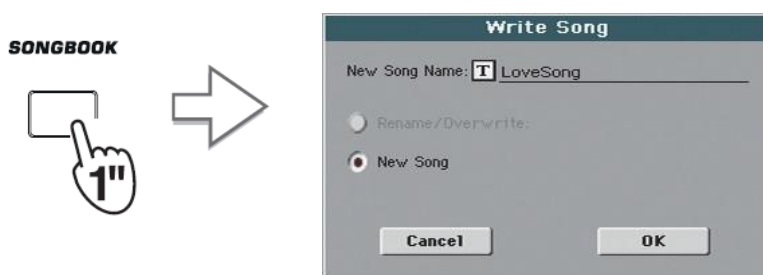 SONGBOOK
1"
Write Song
New Song Name: T LoveSong
Rename/Overwrite:
New Song
Cancel OK